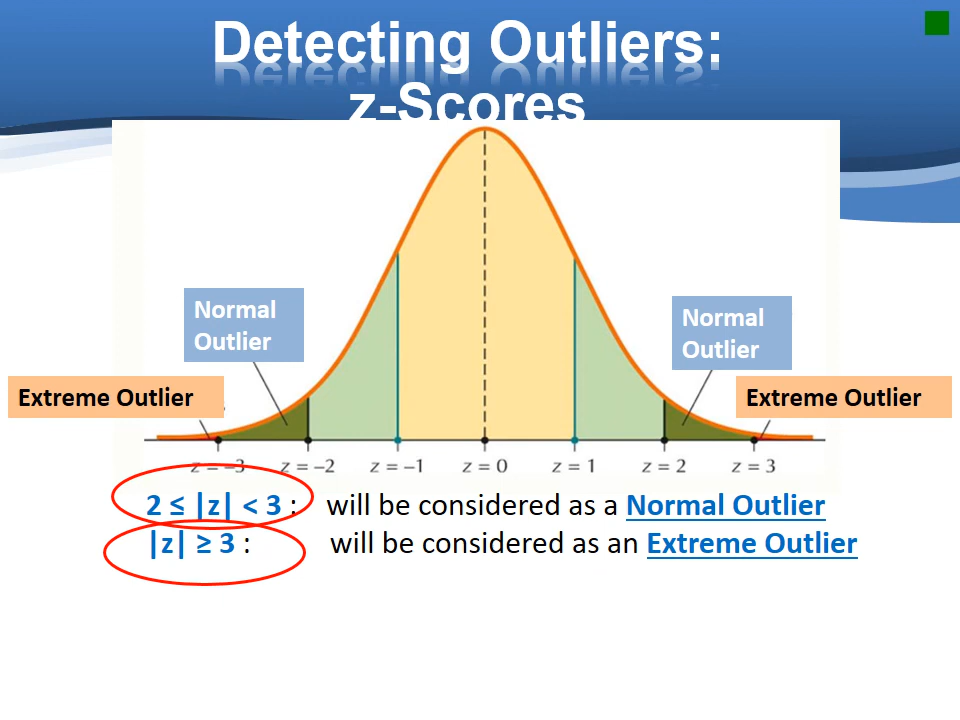 Detecting Outliers:
z-Scores
Normal
Outlier
Normal
Outlier
Extreme Outlier
Extreme Outlier
z = –3 z = –2 z = –1 z = 0 z = 1 z = 2 z = 3
2 ≤ |z| < 3 : will be considered as a Normal Outlier
|z| ≥ 3 : will be considered as an Extreme Outlier